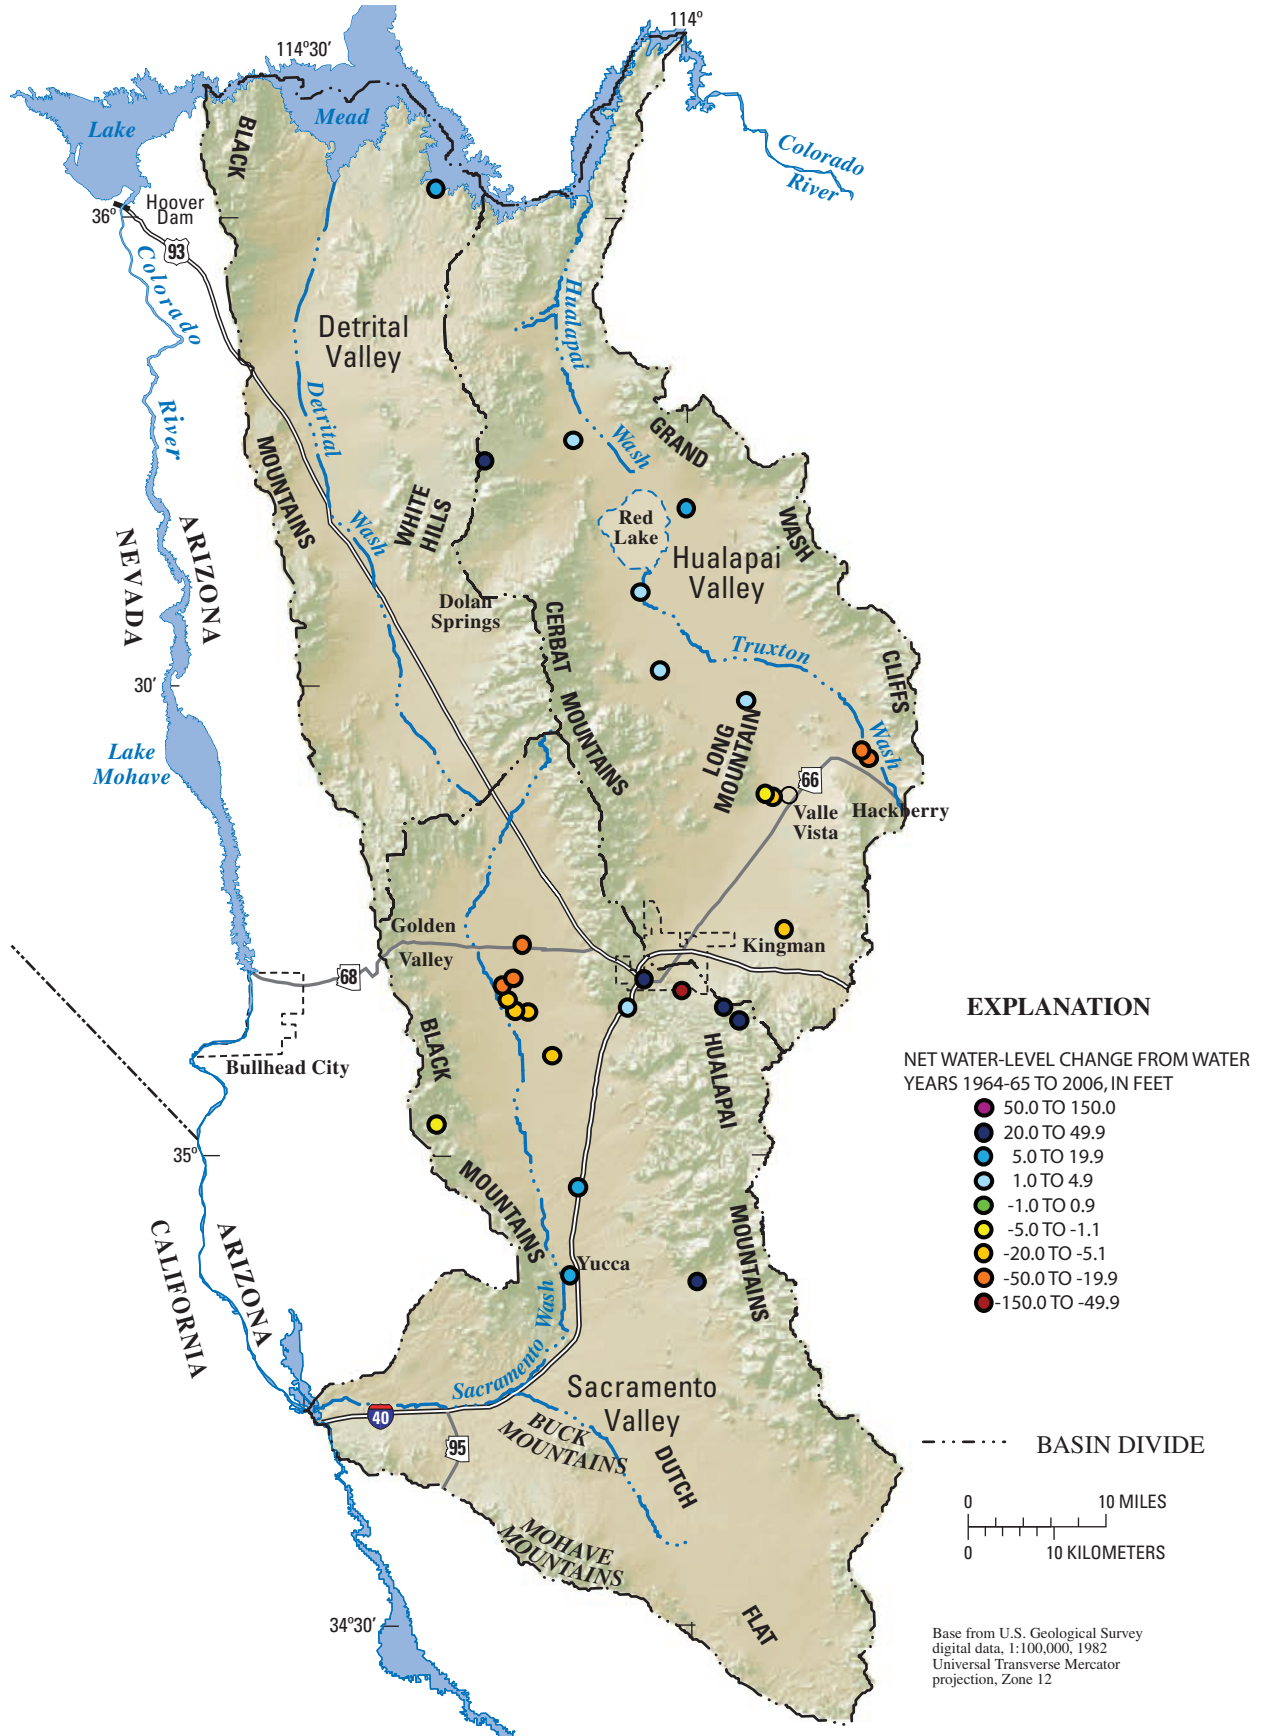 114°
114°30′
Lake
Mead
BLACK
Colorado
River
Hoover
Dam
36°
93
Colorado
River
Hualapai
Wash
Detrital
Valley
Detrital
Wash
MOUNTAINS
GRAND
WASH
CLIFFS
WHITE
HILLS
Red
Lake
Hualapai
Valley
ARIZONA
NEVADA
Dolan
Springs
CERBAT
MOUNTAINS
Truxton
Wash
30′
LONG
MOUNTAIN
Lake
Mohave
66
Valle
Vista
Hackberry
Golden
Valley
Kingman
68
Bullhead City
BLACK
MOUNTAINS
HUALAPAI
MOUNTAINS
35°
ARIZONA
CALIFORNIA
Yucca
Sacramento
Wash
Sacramento
Valley
40
95
BUCK
MOUNTAINS
DUTCH
FLAT
MOHAVE
MOUNTAINS
34°30′
EXPLANATION
NET WATER-LEVEL CHANGE FROM WATER
YEARS 1964-65 TO 2006, IN FEET
50.0 TO 150.0
20.0 TO 49.9
5.0 TO 19.9
1.0 TO 4.9
-1.0 TO 0.9
-5.0 TO -1.1
-20.0 TO -5.1
-50.0 TO -19.9
-150.0 TO -49.9
BASIN DIVIDE
0 10 MILES
0 10 KILOMETERS
Base from U.S. Geological Survey
digital data, 1:100,000, 1982
Universal Transverse Mercator
projection, Zone 12